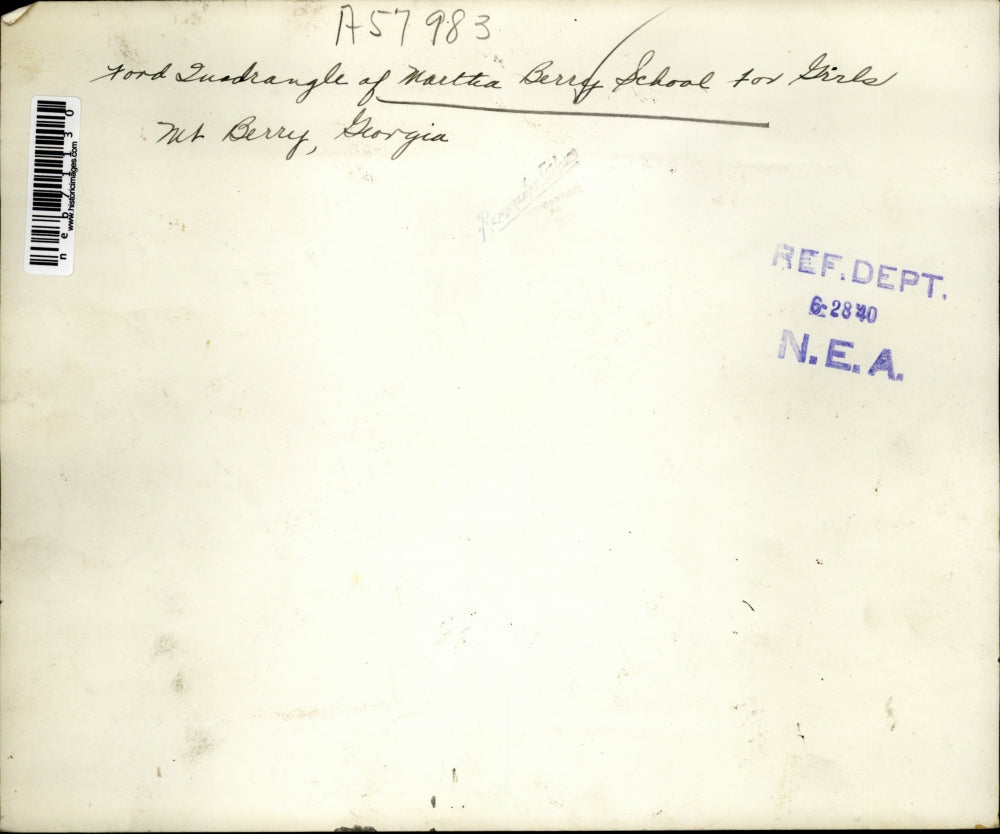 A57983
Ford Quadrangle of Martha Berry School for Girls
Mt Berry, Georgia
www.historicimages.com
REF. DEPT.
6-28 40
N.E.A.